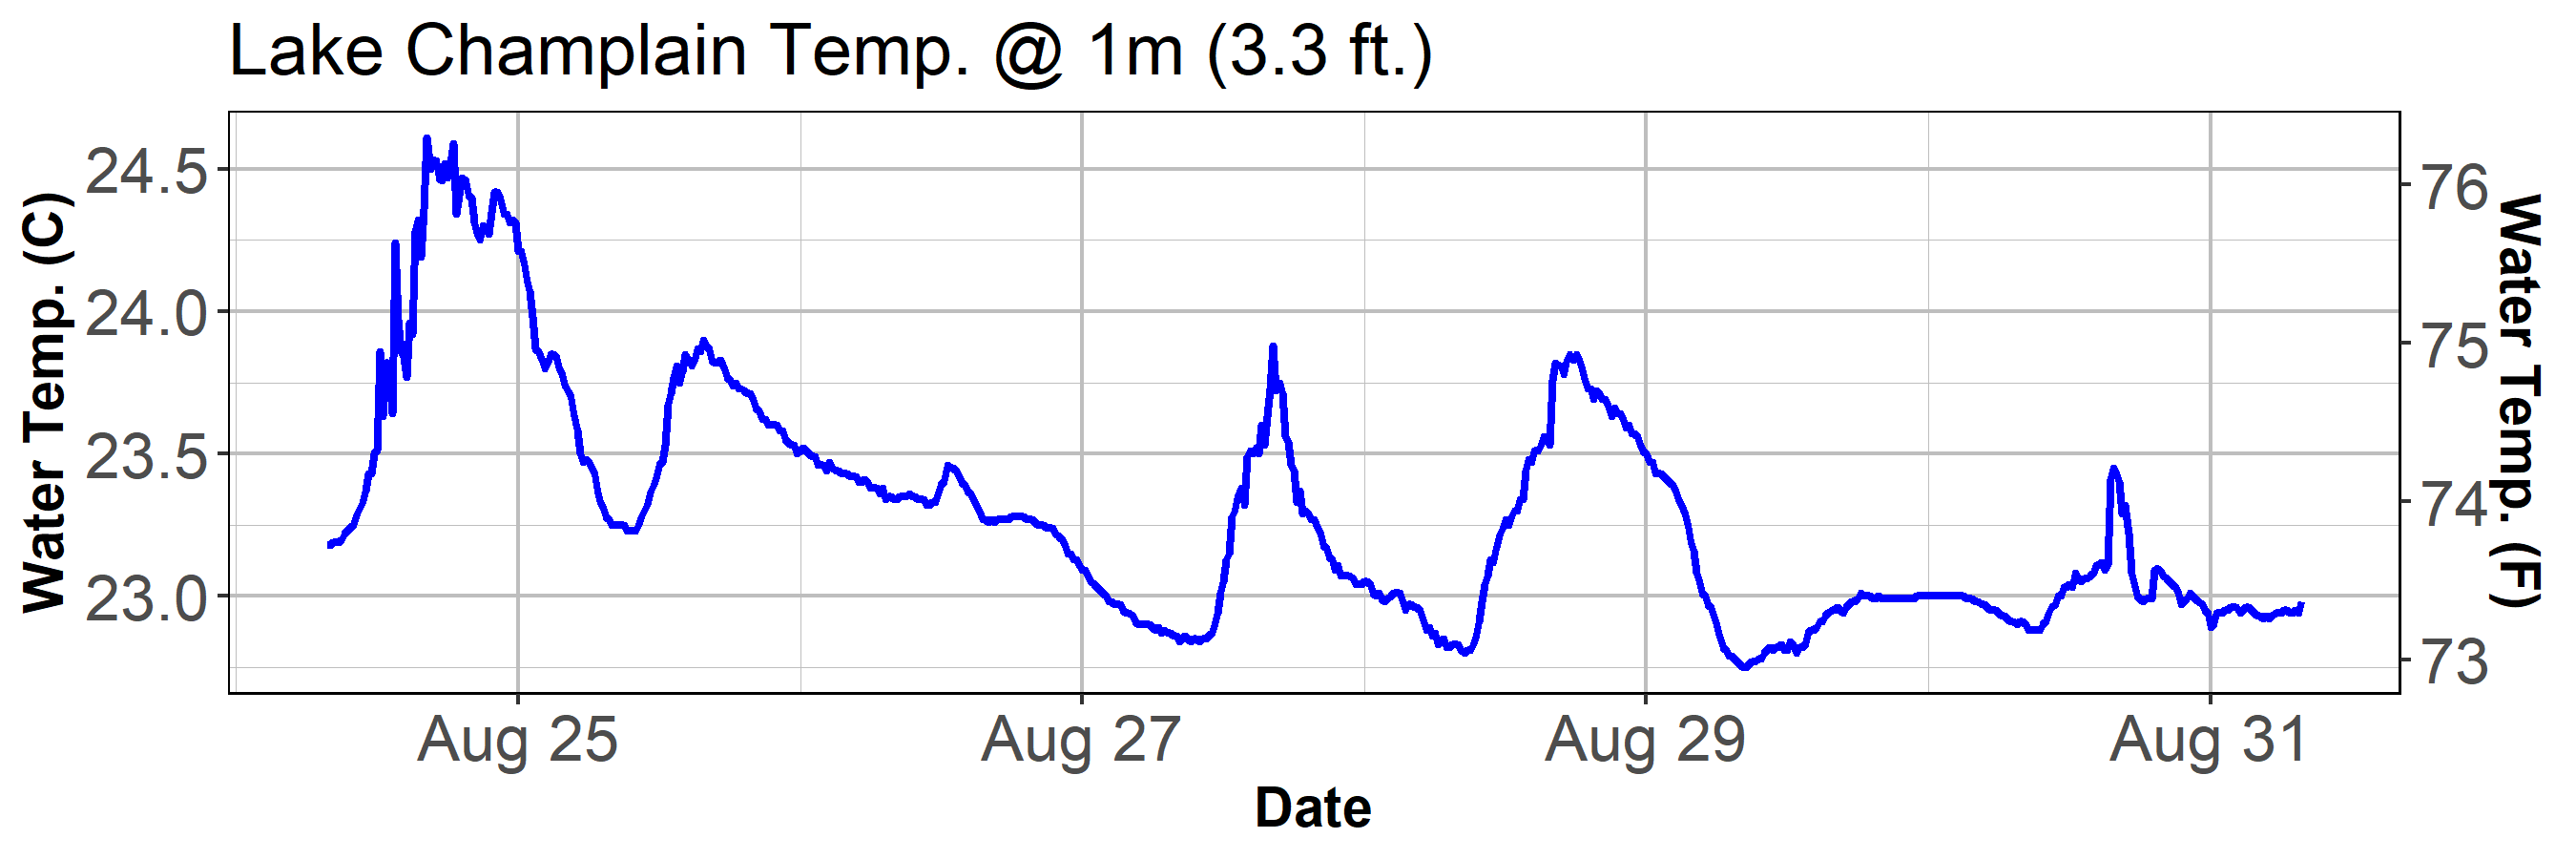 Lake Champlain Temp. @ 1m (3.3 ft.)
Water Temp. (C)
24.5
24.0
23.5
23.0
76
75
74
73
Water Temp. (F)
Aug 25 Aug 27 Aug 29 Aug 31
Date